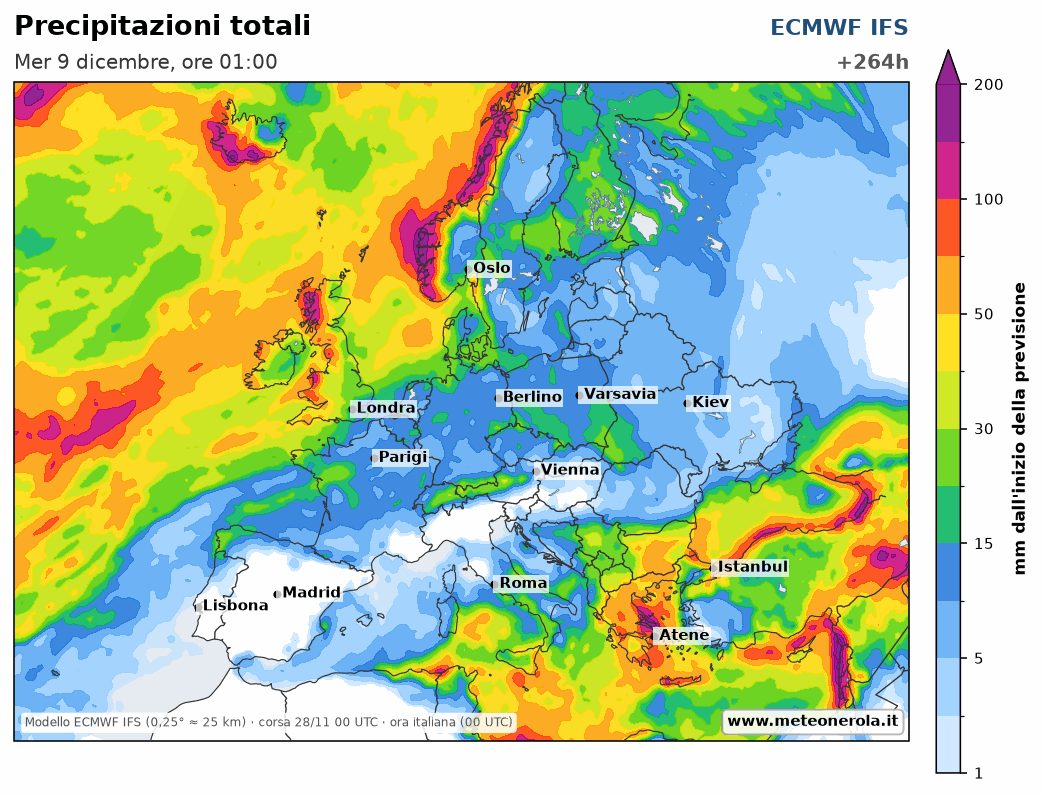 Precipitazioni totali
ECMWF IFS
Mer 9 dicembre, ore 01:00
+264h
200
100
50
30
15
5
1
mm dall'inizio della previsione
Oslo
Berlino
Varsavia
Kiev
Londra
Parigi
Vienna
Istanbul
Roma
Madrid
Lisbona
Atene
Modello ECMWF IFS (0,25° ≈ 25 km) · corsa 28/11 00 UTC · ora italiana (00 UTC)
www.meteonerola.it